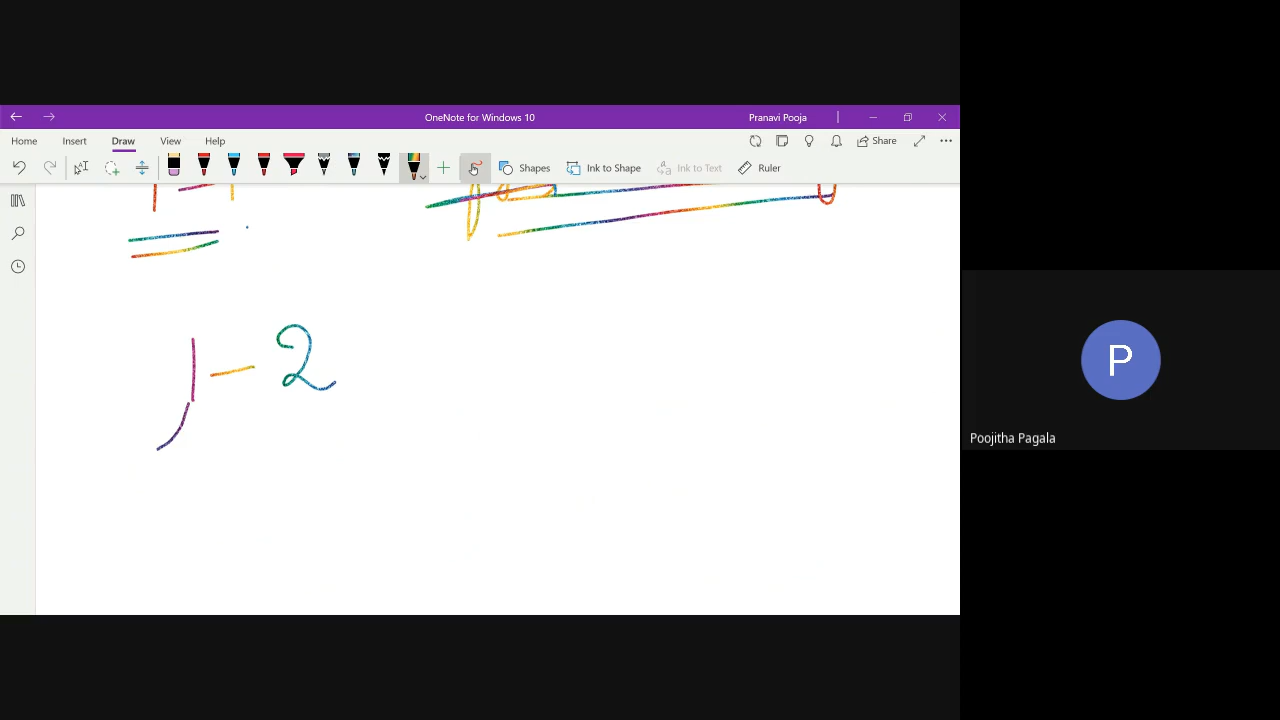 OneNote for Windows 10 Pranavi Pooja
Home Insert Draw View Help Share
Shapes Ink to Shape Ink to Text Ruler
- 2
P
Poojitha Pagala